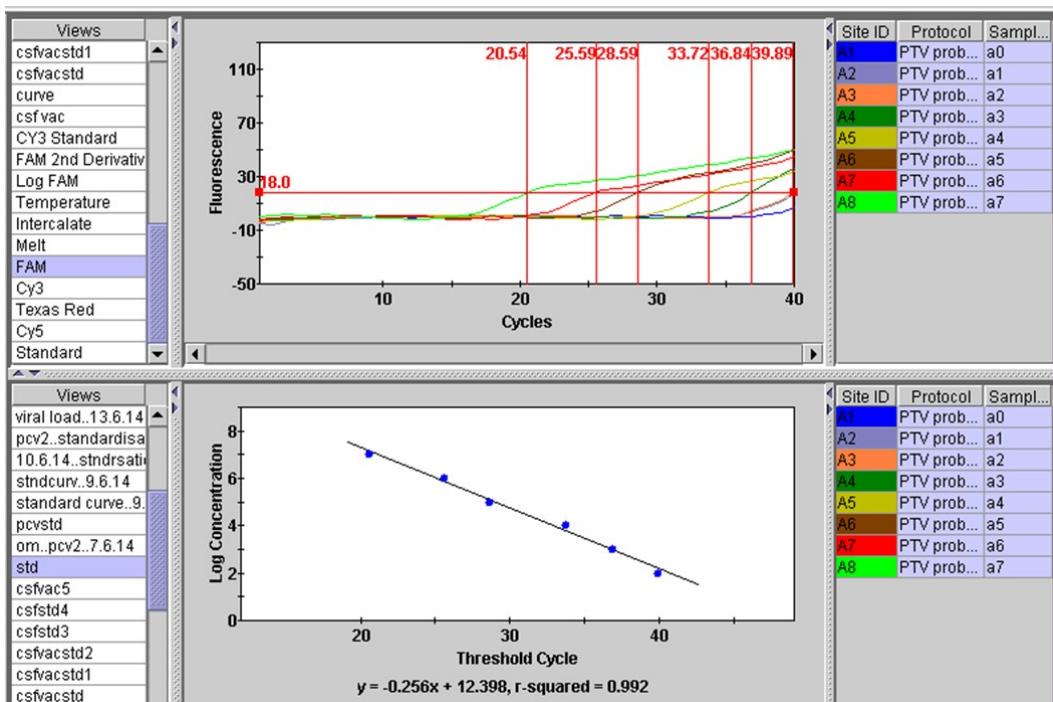 Views
csfvacstd1
csfvacstd
curve
csf vac
CY3 Standard
FAM 2nd Derivativ
Log FAM
Temperature
Intercalate
Melt
FAM
Cy3
Texas Red
Cy5
Standard
20.54 25.59 28.59 33.72 36.84 39.89
110
70
30
-10
-50
18.0
Fluorescence
10 20 30 40
Cycles
Site ID Protocol Sampl...
A1 PTV prob... a0
A2 PTV prob... a1
A3 PTV prob... a2
A4 PTV prob... a3
A5 PTV prob... a4
A6 PTV prob... a5
A7 PTV prob... a6
A8 PTV prob... a7
Views
viral load..13.6.14
pcv2..standardisa
10.6.14..stndrsati
stndcurv..9.6.14
standard curve..9.
pcvstd
om..pcv2..7.6.14
std
csfvac5
csfstd4
csfstd3
csfvacstd2
csfvacstd1
csfvacstd
8
6
4
2
0
Log Concentration
20 30 40
Threshold Cycle
y = -0.256x + 12.398, r-squared = 0.992
Site ID Protocol Sampl...
A1 PTV prob... a0
A2 PTV prob... a1
A3 PTV prob... a2
A4 PTV prob... a3
A5 PTV prob... a4
A6 PTV prob... a5
A7 PTV prob... a6
A8 PTV prob... a7